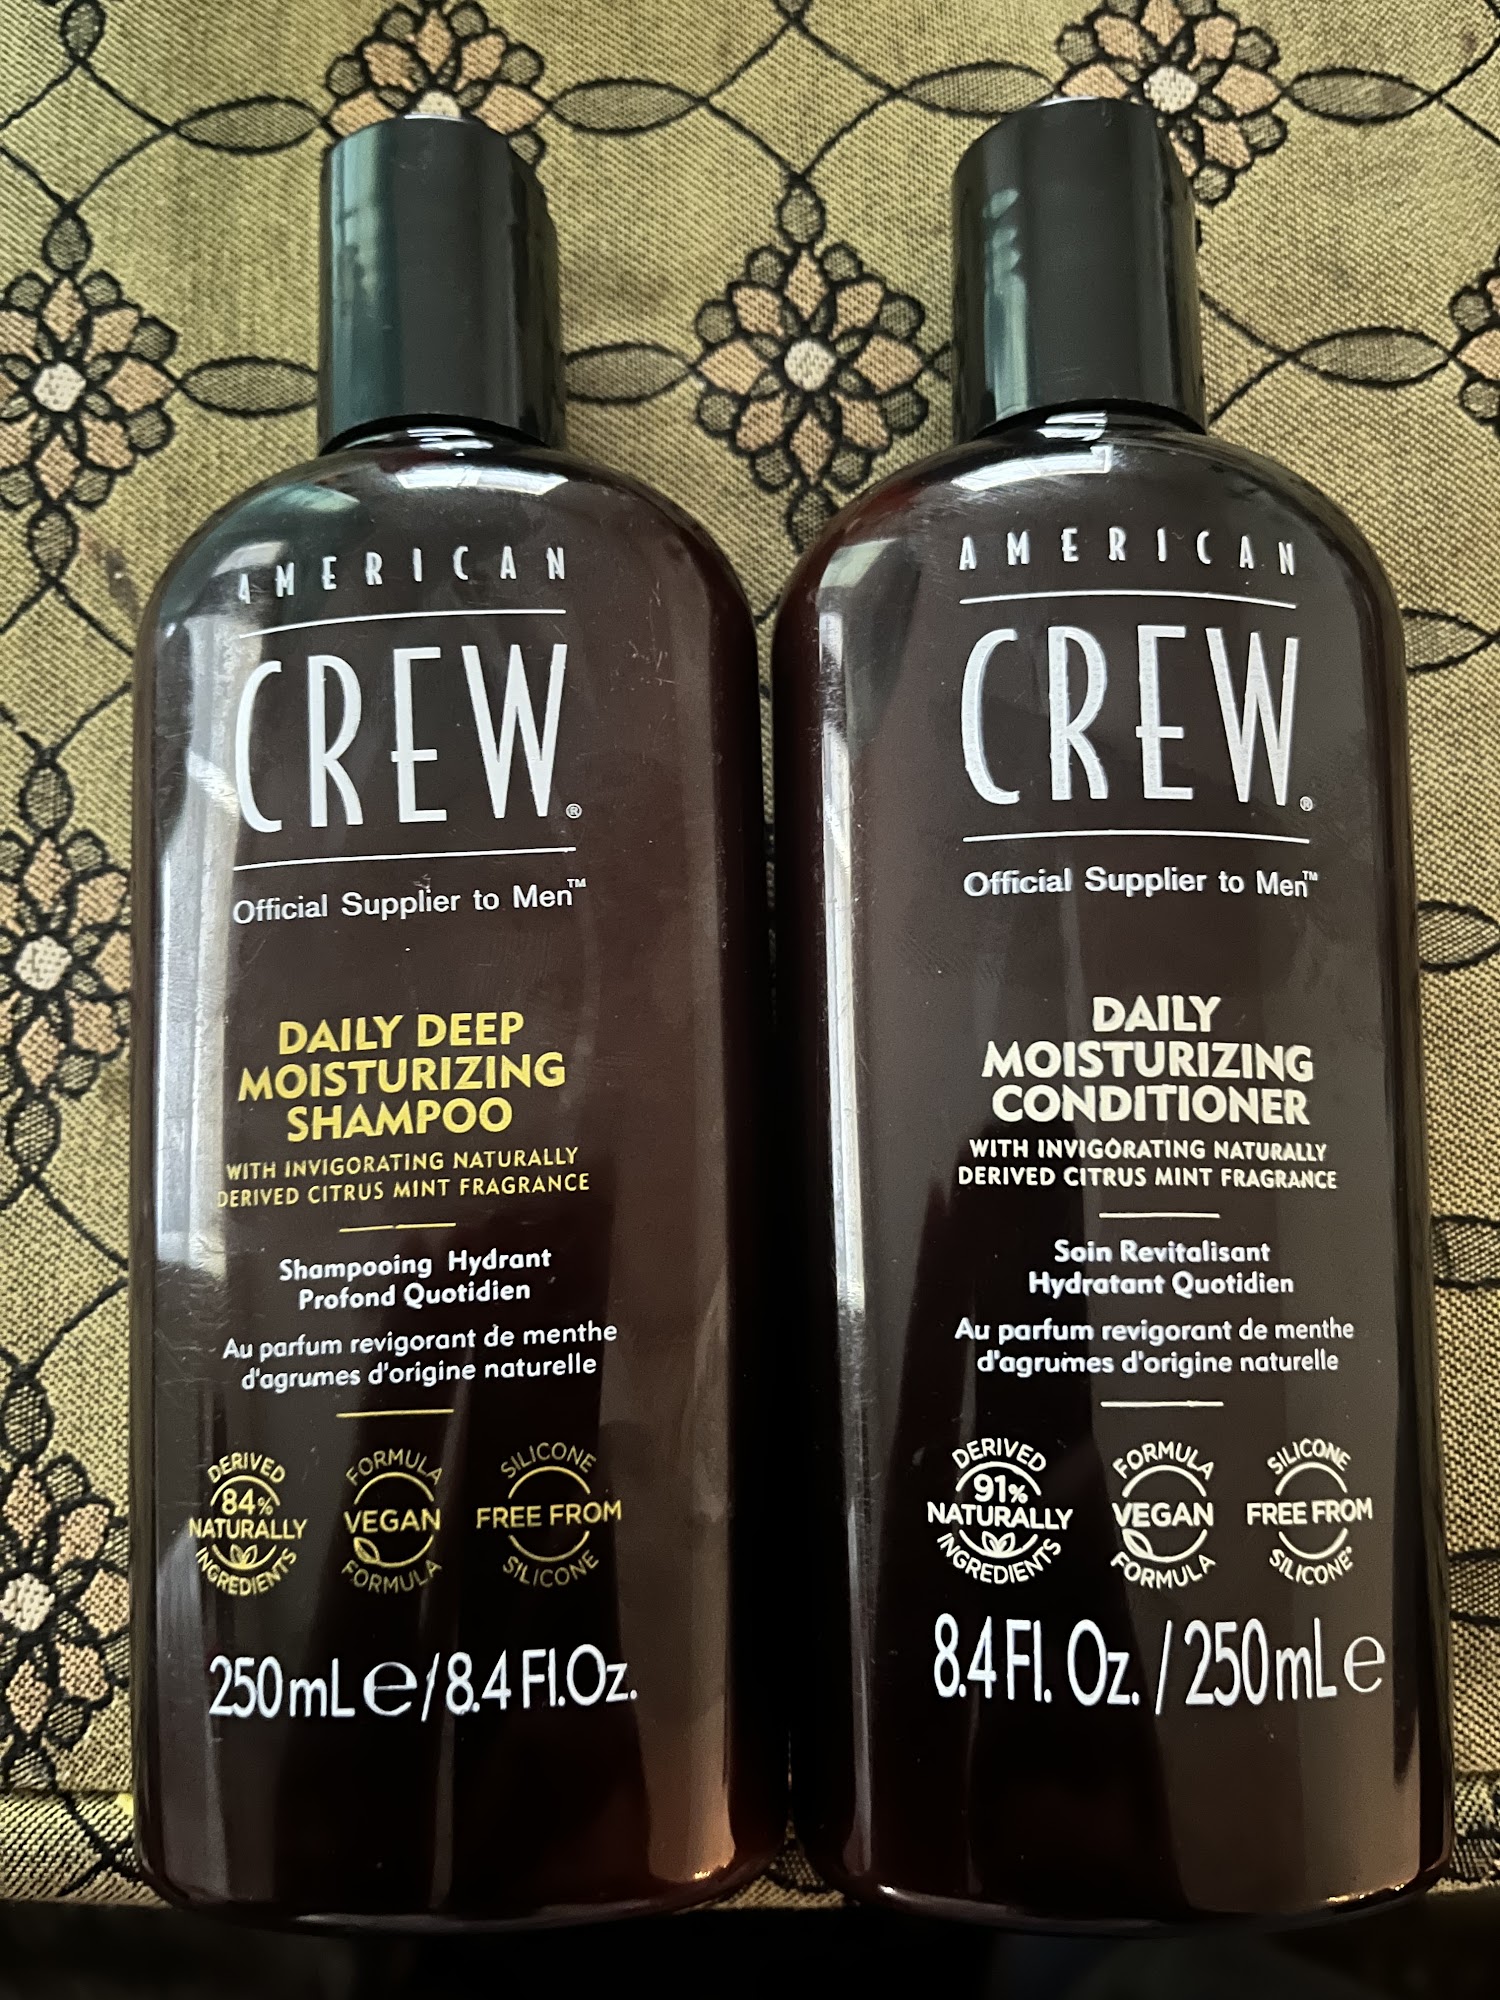 AMERICAN
CREW®
Official Supplier to Men™
DAILY DEEP
MOISTURIZING
SHAMPOO
WITH INVIGORATING NATURALLY
DERIVED CITRUS MINT FRAGRANCE
Shampooing Hydrant
Profond Quotidien
Au parfum revigorant de menthe
d'agrumes d'origine naturelle
DERIVED
84%
NATURALLY
INGREDIENTS
FORMULA
VEGAN
FORMULA
SILICONE
FREE FROM
SILICONE
250mL e/8.4 Fl.Oz.
AMERICAN
CREW®
Official Supplier to Men™
DAILY
MOISTURIZING
CONDITIONER
WITH INVIGORATING NATURALLY
DERIVED CITRUS MINT FRAGRANCE
Soin Revitalisant
Hydratant Quotidien
Au parfum revigorant de menthe
d'agrumes d'origine naturelle
DERIVED
91%
NATURALLY
INGREDIENTS
FORMULA
VEGAN
FORMULA
SILICONE
FREE FROM
SILICONE*
8.4 Fl. Oz. / 250mL e